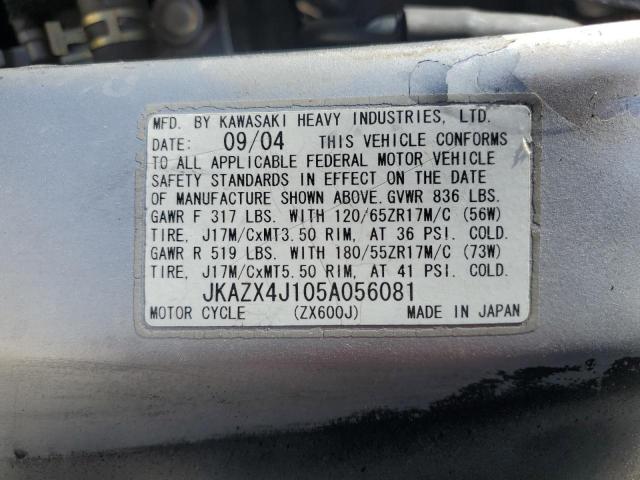 MFD. BY KAWASAKI HEAVY INDUSTRIES, LTD.
DATE: 09/04 THIS VEHICLE CONFORMS
TO ALL APPLICABLE FEDERAL MOTOR VEHICLE
SAFETY STANDARDS IN EFFECT ON THE DATE
OF MANUFACTURE SHOWN ABOVE. GVWR 836 LBS.
GAWR F 317 LBS. WITH 120/65ZR17M/C (56W)
TIRE, J17M/CxMT3.50 RIM, AT 36 PSI. COLD.
GAWR R 519 LBS. WITH 180/55ZR17M/C (73W)
TIRE, J17M/CxMT5.50 RIM, AT 41 PSI. COLD.
JKAZX4J105A056081
MOTOR CYCLE (ZX600J) MADE IN JAPAN